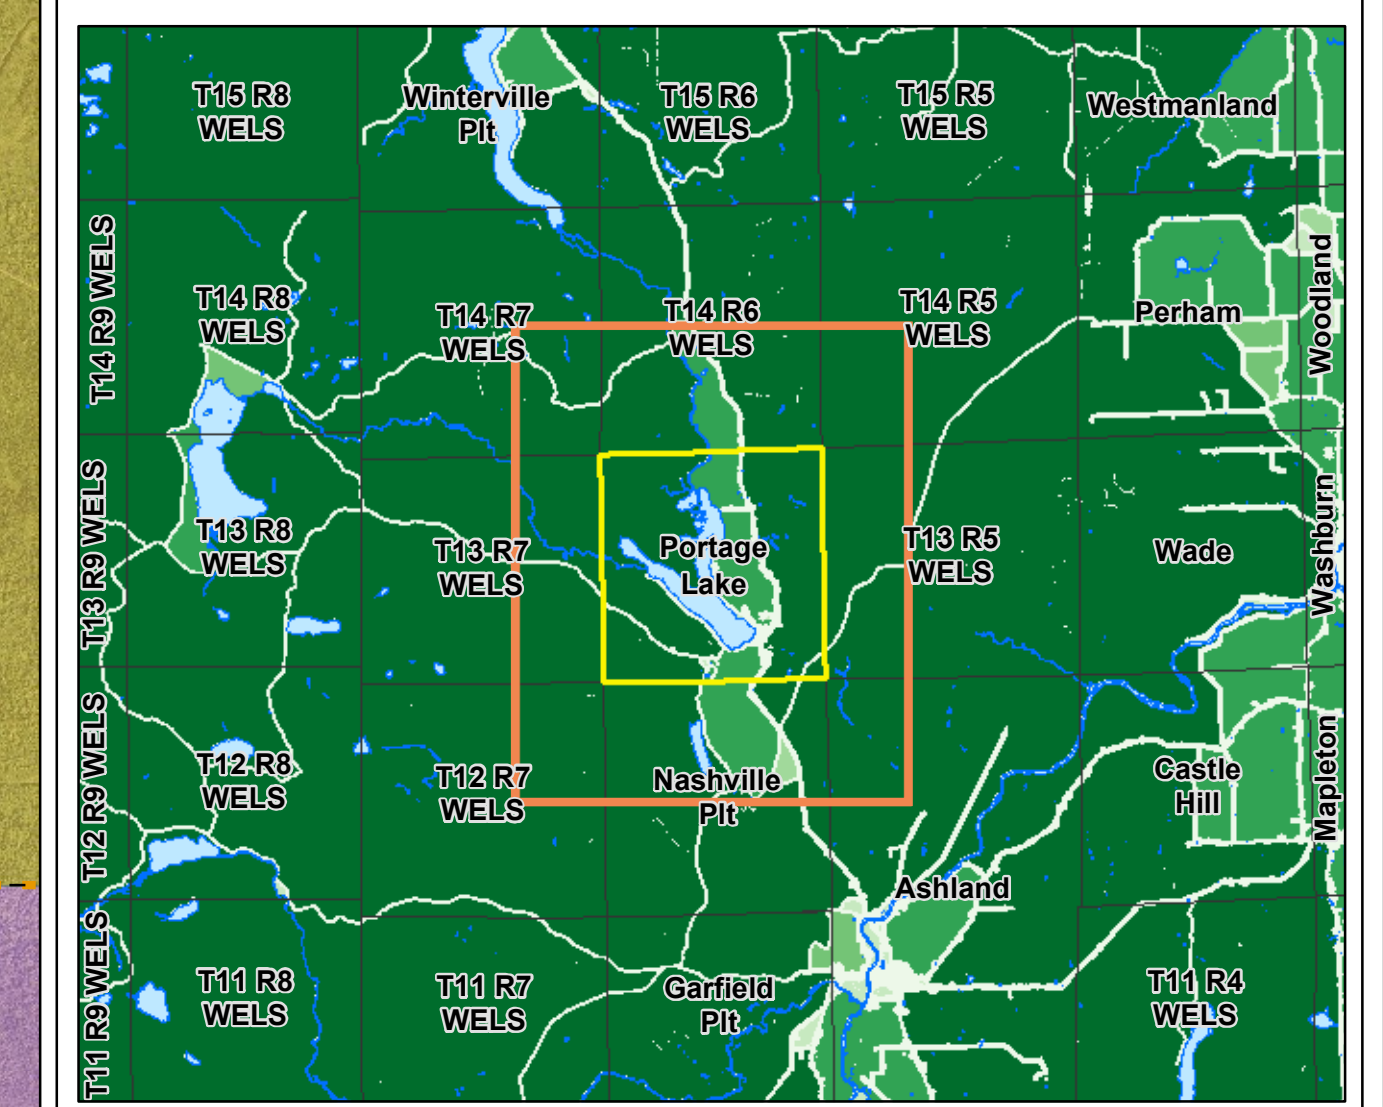 T15 R8
WELS
Winterville
Plt
T15 R6
WELS
T15 R5
WELS
Westmanland
T14 R9 WELS
T14 R8
WELS
T14 R7
WELS
T14 R6
WELS
T14 R5
WELS
Perham
Woodland
T13 R9 WELS
T13 R8
WELS
T13 R7
WELS
Portage
Lake
T13 R5
WELS
Wade
Washburn
T12 R9 WELS
T12 R8
WELS
T12 R7
WELS
Nashville
Plt
Castle
Hill
Mapleton
Ashland
T11 R9 WELS
T11 R8
WELS
T11 R7
WELS
Garfield
Plt
T11 R4
WELS